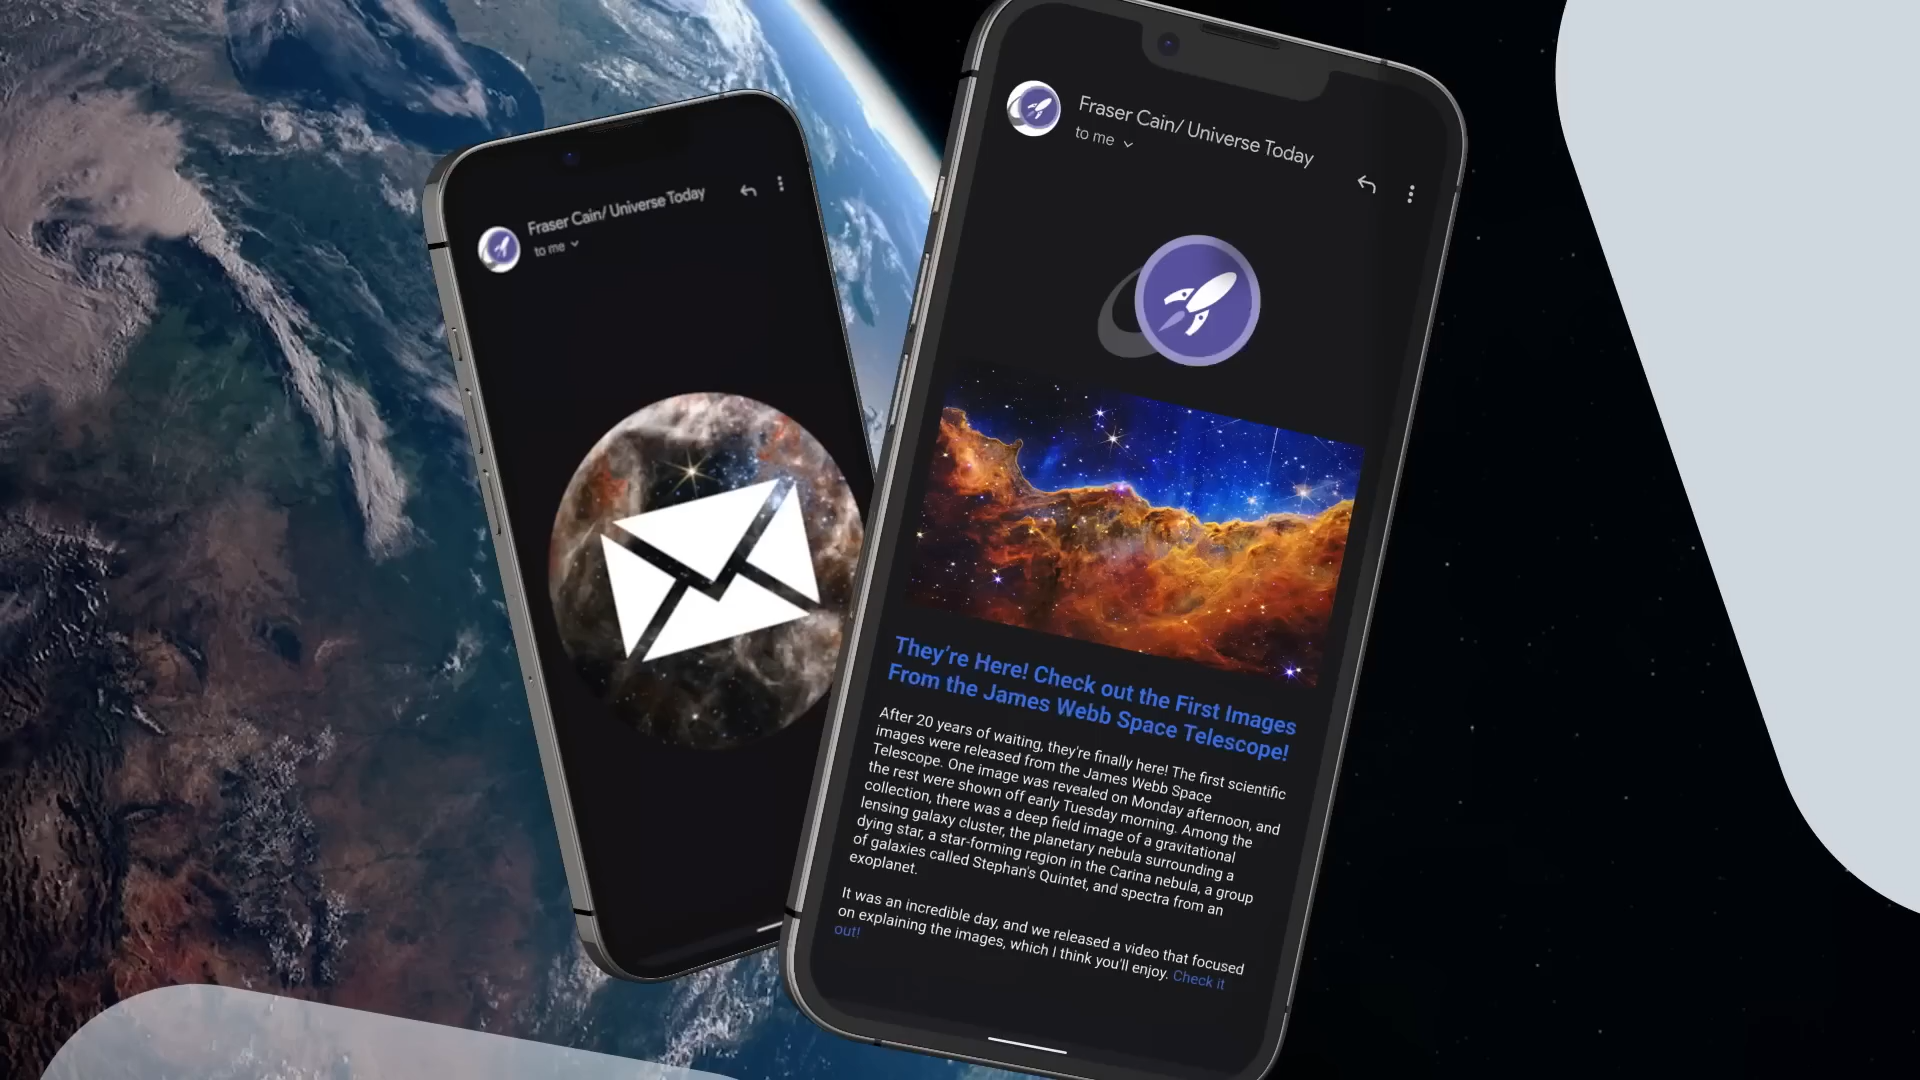 Fraser Cain/ Universe Today
to me
Fraser Cain/ Universe Today
to me
They're Here! Check out the First Images
From the James Webb Space Telescope!
After 20 years of waiting, they're finally here! The first scientific
images were released from the James Webb Space
Telescope. One image was revealed on Monday afternoon, and
the rest were shown off early Tuesday morning. Among the
collection, there was a deep field image of a gravitational
lensing galaxy cluster, the planetary nebula surrounding a
dying star, a star-forming region in the Carina nebula, a group
of galaxies called Stephan's Quintet, and spectra from an
exoplanet.
It was an incredible day, and we released a video that focused
on explaining the images, which I think you'll enjoy. Check it
out!